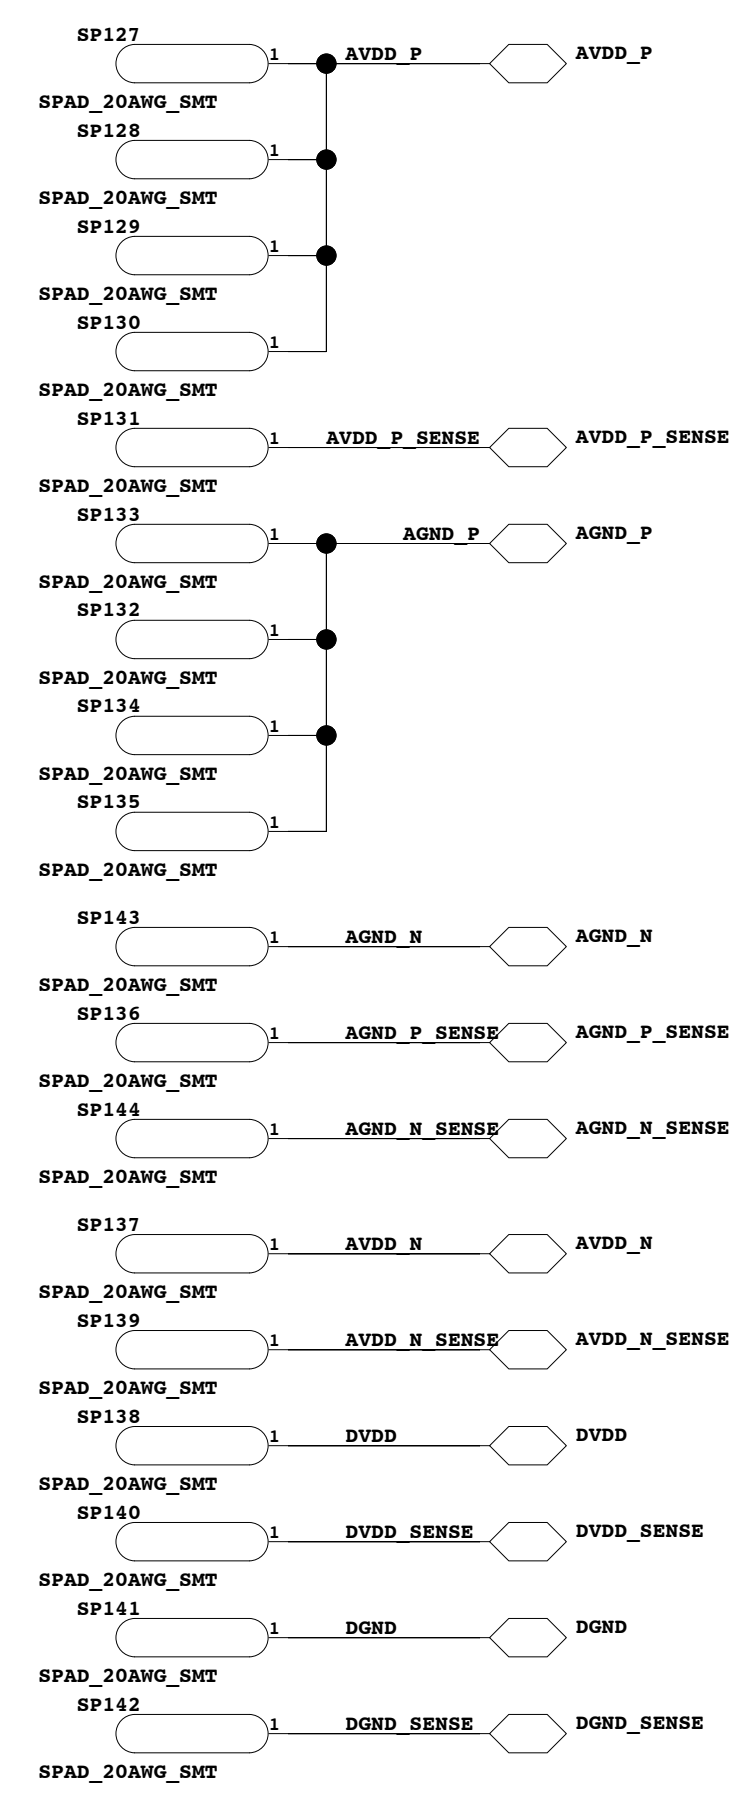 SP127
1 AVDD_P AVDD_P
SPAD_20AWG_SMT
SP128
1
SPAD_20AWG_SMT
SP129
1
SPAD_20AWG_SMT
SP130
1
SPAD_20AWG_SMT
SP131
1 AVDD_P_SENSE AVDD_P_SENSE
SPAD_20AWG_SMT
SP133
1 AGND_P AGND_P
SPAD_20AWG_SMT
SP132
1
SPAD_20AWG_SMT
SP134
1
SPAD_20AWG_SMT
SP135
1
SPAD_20AWG_SMT
SP143
1 AGND_N AGND_N
SPAD_20AWG_SMT
SP136
1 AGND_P_SENSE AGND_P_SENSE
SPAD_20AWG_SMT
SP144
1 AGND_N_SENSE AGND_N_SENSE
SPAD_20AWG_SMT
SP137
1 AVDD_N AVDD_N
SPAD_20AWG_SMT
SP139
1 AVDD_N_SENSE AVDD_N_SENSE
SPAD_20AWG_SMT
SP138
1 DVDD DVDD
SPAD_20AWG_SMT
SP140
1 DVDD_SENSE DVDD_SENSE
SPAD_20AWG_SMT
SP141
1 DGND DGND
SPAD_20AWG_SMT
SP142
1 DGND_SENSE DGND_SENSE
SPAD_20AWG_SMT